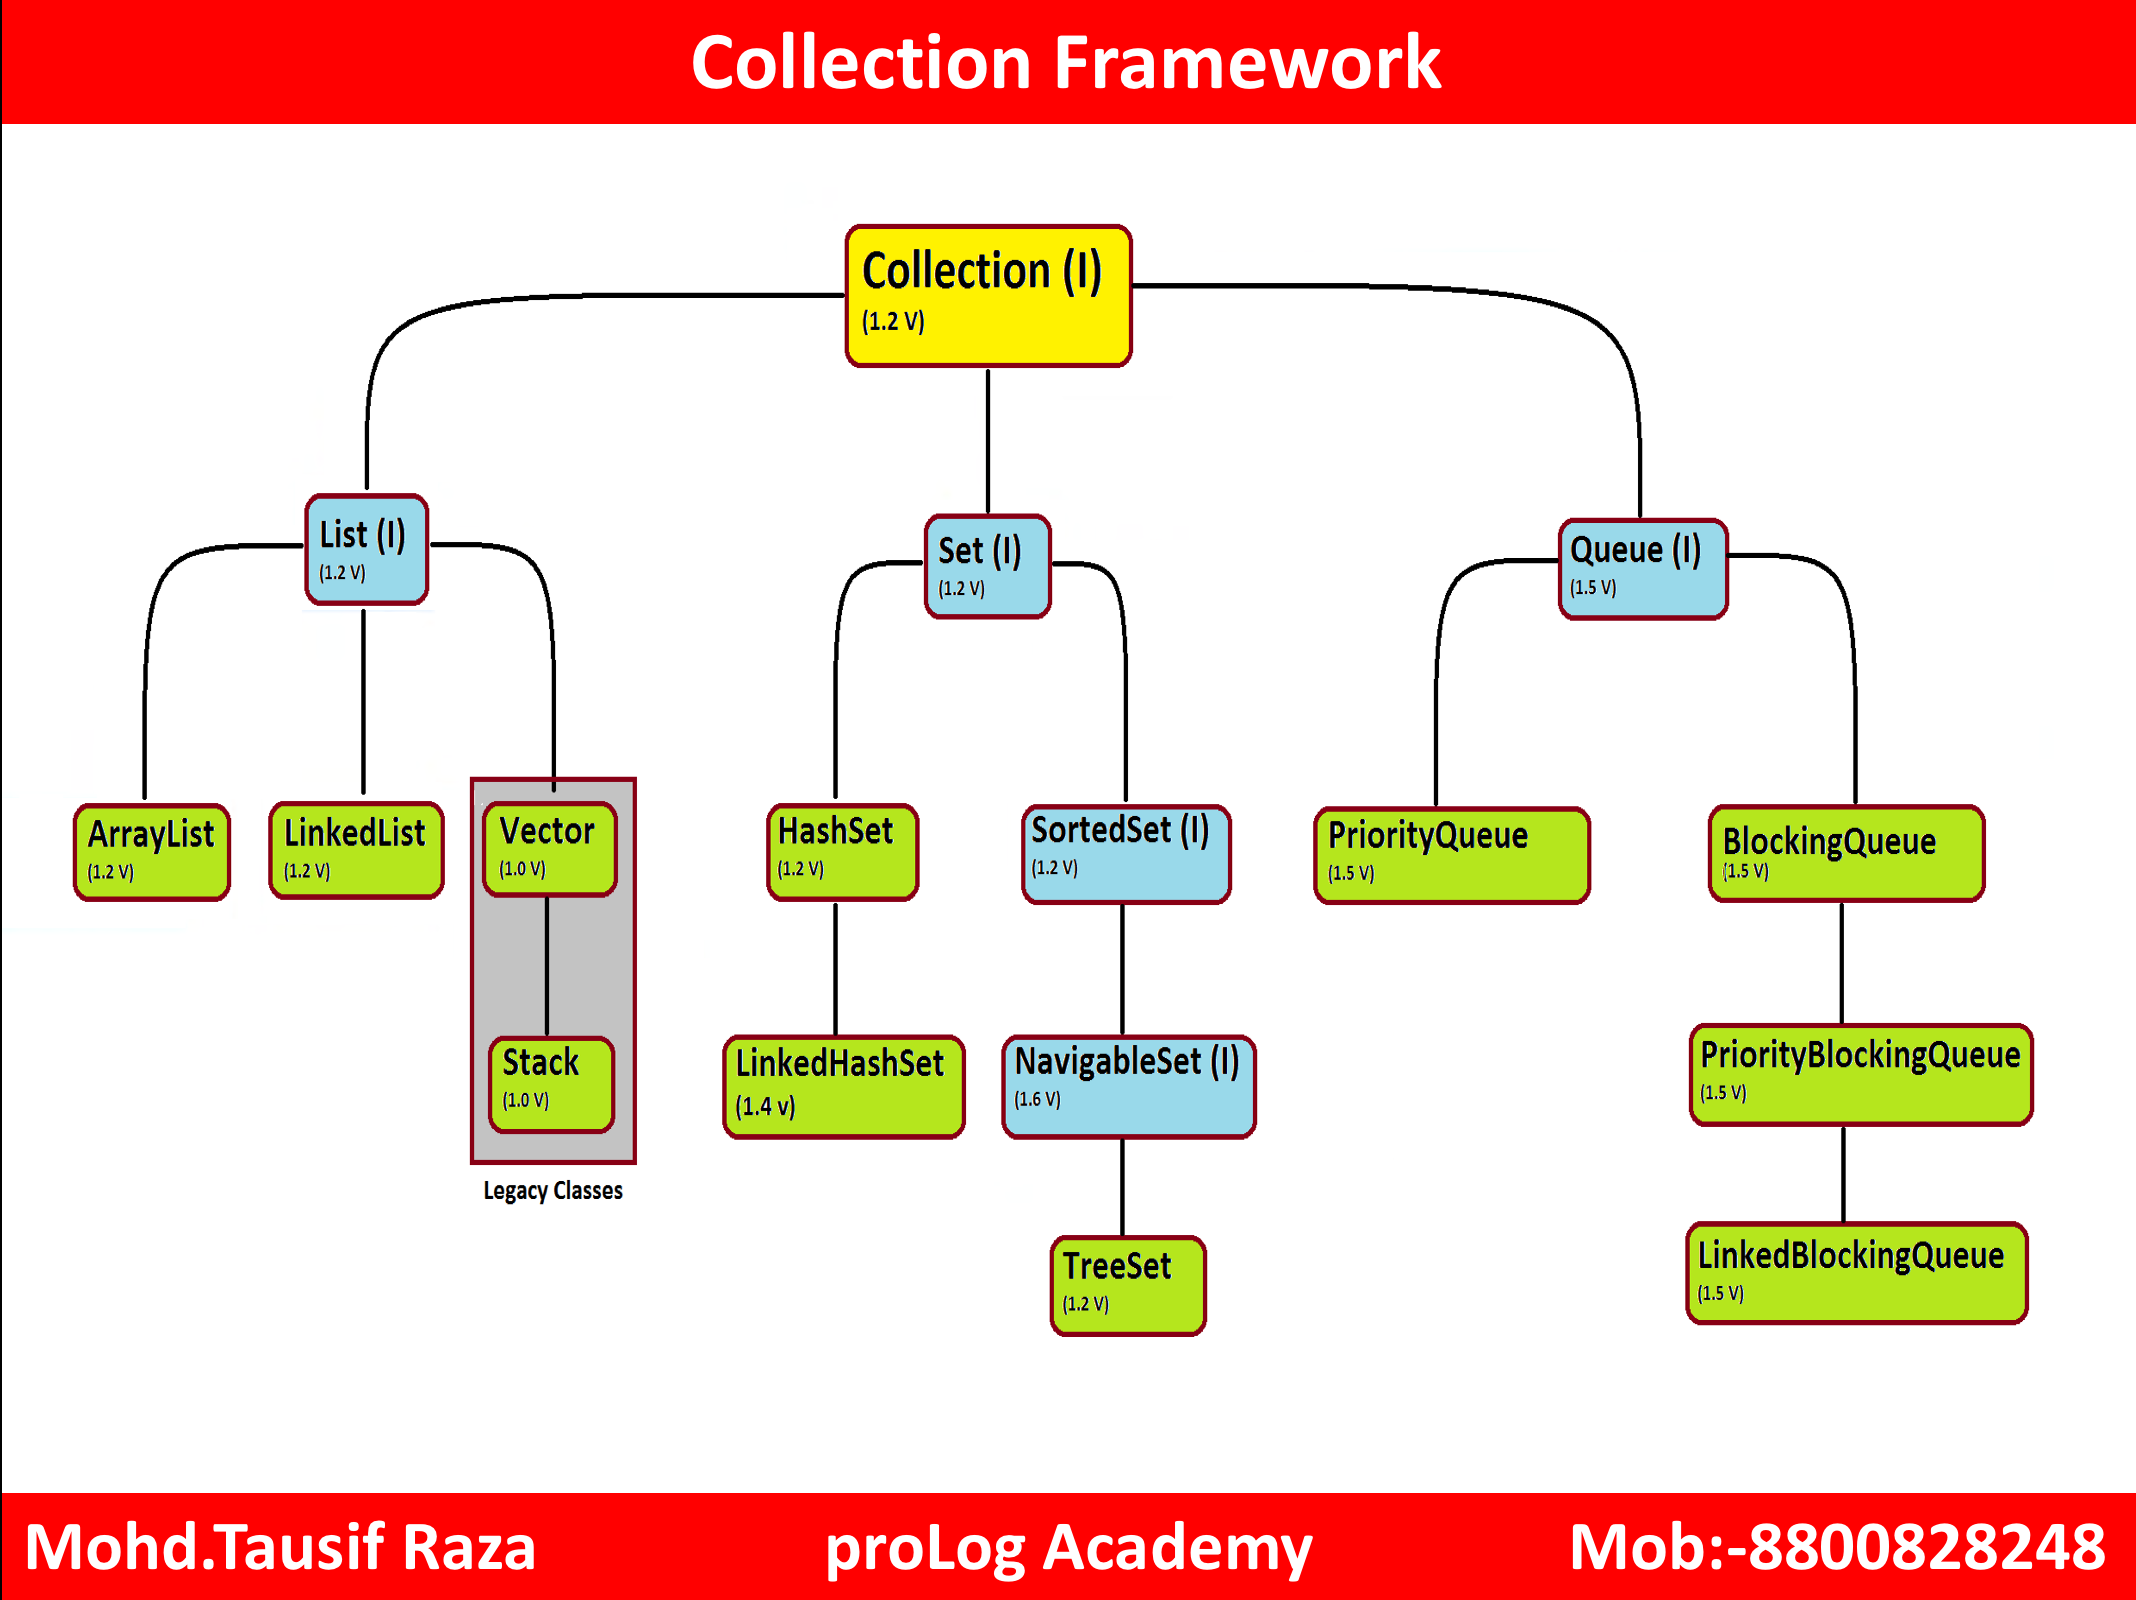 Collection Framework
Collection (I)
(1.2 V)
List (I)
(1.2 V)
Set (I)
(1.2 V)
Queue (I)
(1.5 V)
ArrayList
(1.2 V)
LinkedList
(1.2 V)
Vector
(1.0 V)
HashSet
(1.2 V)
SortedSet (I)
(1.2 V)
PriorityQueue
(1.5 V)
BlockingQueue
(1.5 V)
Stack
(1.0 V)
LinkedHashSet
(1.4 v)
NavigableSet (I)
(1.6 V)
PriorityBlockingQueue
(1.5 V)
Legacy Classes
TreeSet
(1.2 V)
LinkedBlockingQueue
(1.5 V)
Mohd.Tausif Raza
proLog Academy
Mob:-8800828248